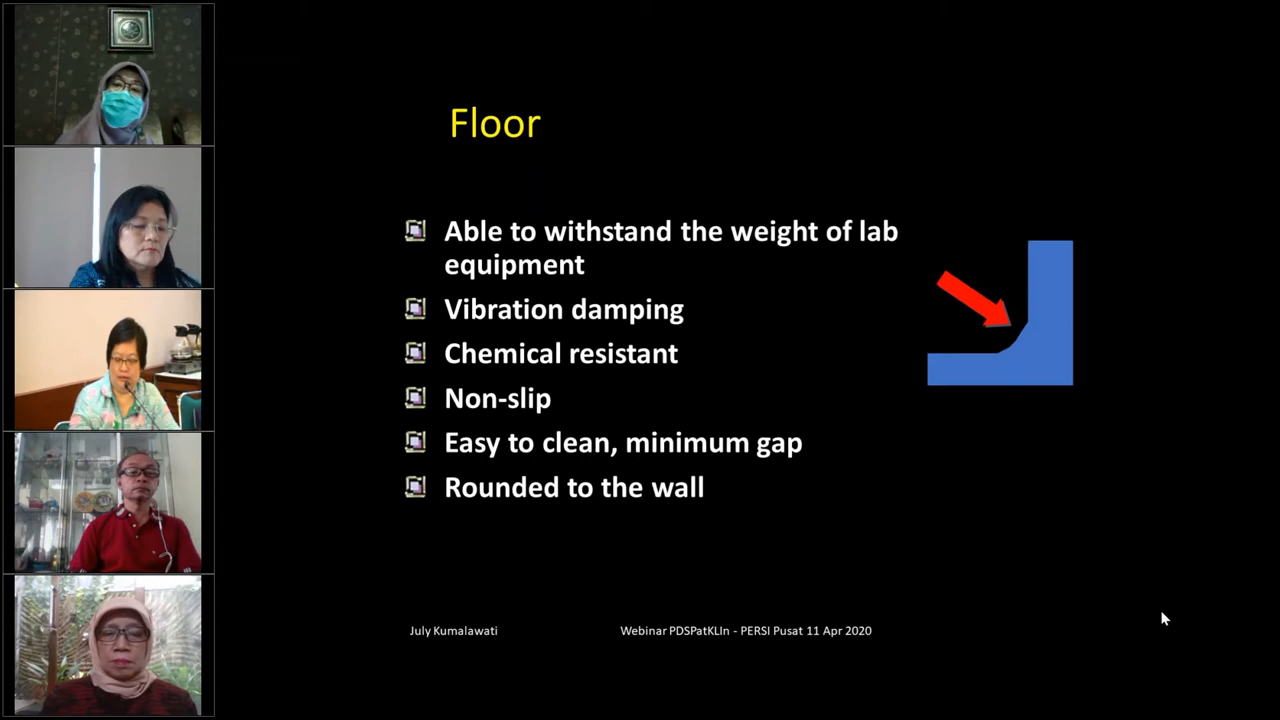 Floor
Able to withstand the weight of lab
equipment
Vibration damping
Chemical resistant
Non-slip
Easy to clean, minimum gap
Rounded to the wall
July Kumalawati
Webinar PDSPatKLIn - PERSI Pusat 11 Apr 2020